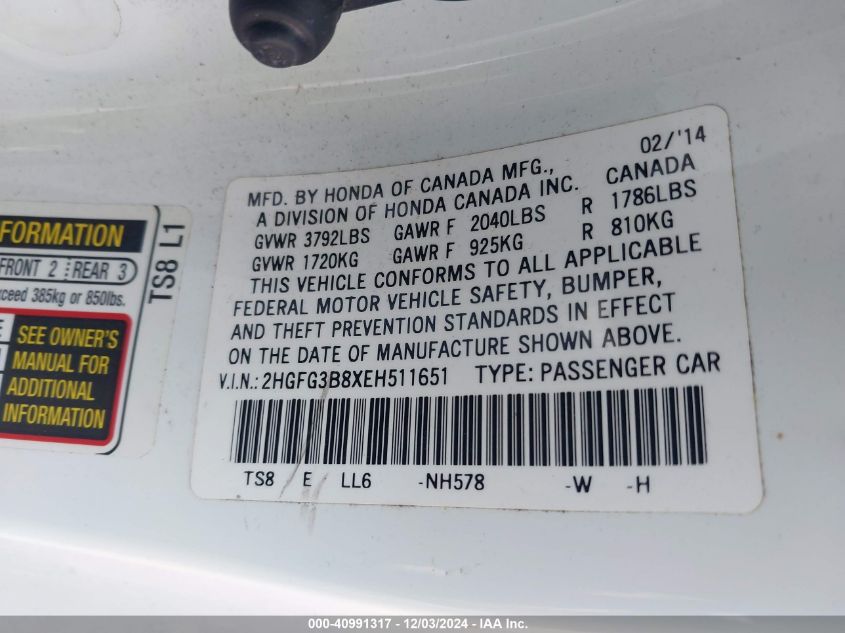 02/'14
MFD. BY HONDA OF CANADA MFG., CANADA
A DIVISION OF HONDA CANADA INC.
GVWR 3792LBS GAWR F 2040LBS R 1786LBS
GVWR 1720KG GAWR F 925KG R 810KG
THIS VEHICLE CONFORMS TO ALL APPLICABLE
FEDERAL MOTOR VEHICLE SAFETY, BUMPER,
AND THEFT PREVENTION STANDARDS IN EFFECT
ON THE DATE OF MANUFACTURE SHOWN ABOVE.
V.I.N.: 2HGFG3B8XEH511651 TYPE: PASSENGER CAR
TS8 E LL6 -NH578 -W -H
FORMATION
FRONT 2 REAR 3
385kg or 850lbs.
SEE OWNER'S
MANUAL FOR
ADDITIONAL
INFORMATION
TS8 L1
000-40991317 - 12/03/2024 - IAAI Inc.